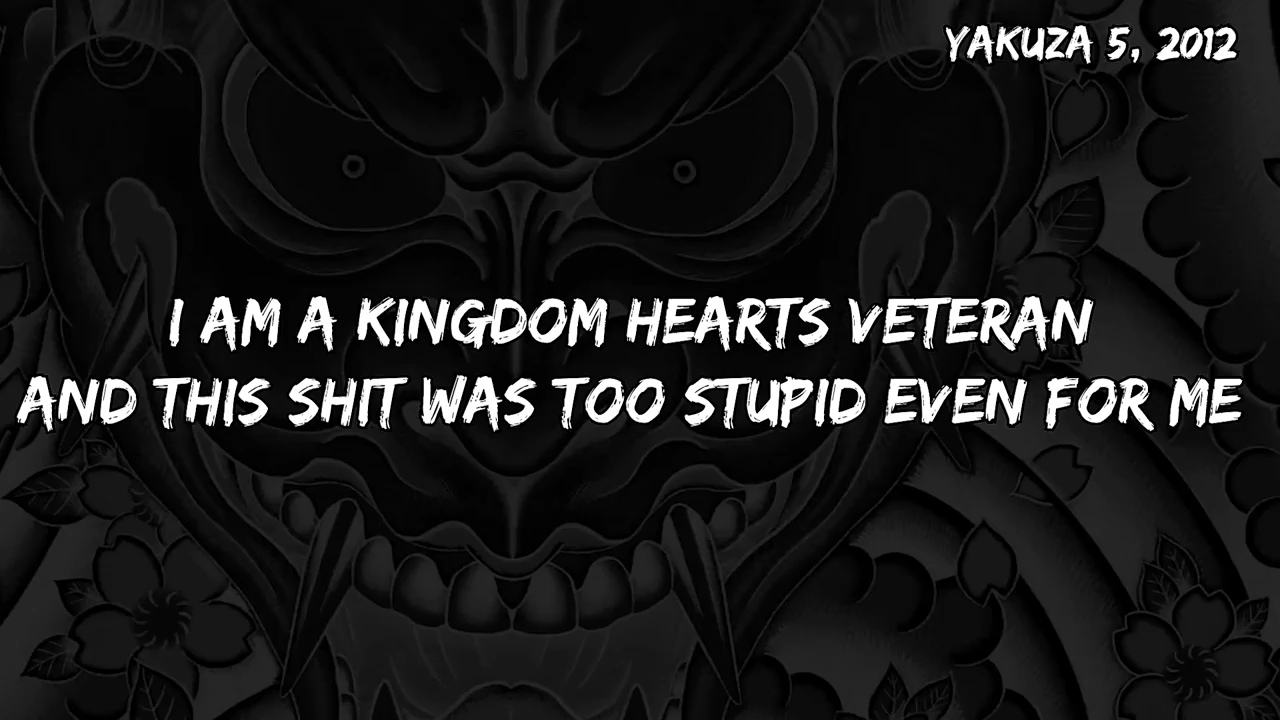 YAKUZA 5, 2012
I AM A KINGDOM HEARTS VETERAN
AND THIS SHIT WAS TOO STUPID EVEN FOR ME